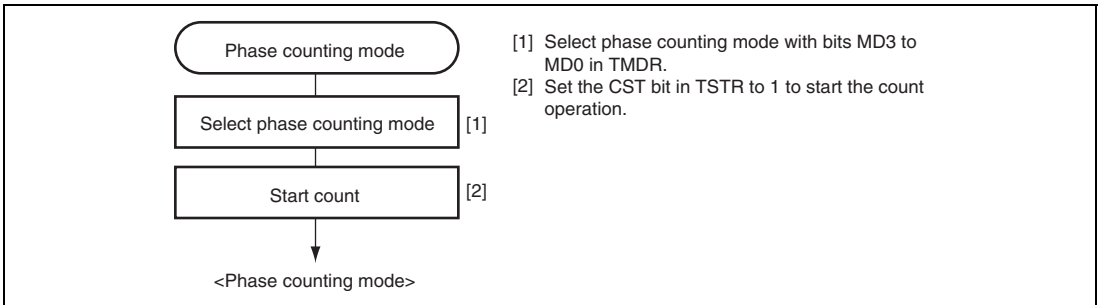 Phase counting mode
Select phase counting mode [1]
Start count [2]
<Phase counting mode>
[1] Select phase counting mode with bits MD3 to
MD0 in TMDR.
[2] Set the CST bit in TSTR to 1 to start the count
operation.